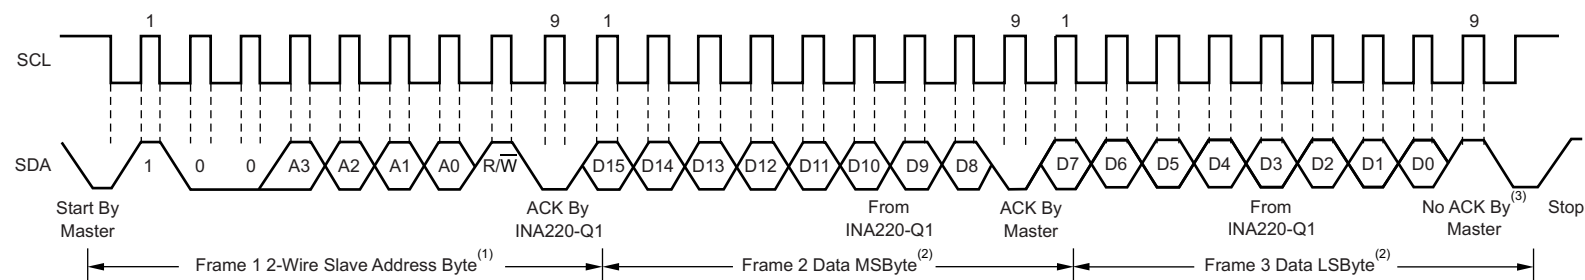 1 9 1 9 1 9
SCL
SDA 1 0 0 A3 A2 A1 A0 R/W D15 D14 D13 D12 D11 D10 D9 D8 D7 D6 D5 D4 D3 D2 D1 D0
Start By
Master
ACK By
INA220-Q1
From
INA220-Q1
ACK By
Master
From
INA220-Q1
No ACK By(3)
Master
Stop
Frame 1 2-Wire Slave Address Byte(1)
Frame 2 Data MSByte(2)
Frame 3 Data LSByte(2)